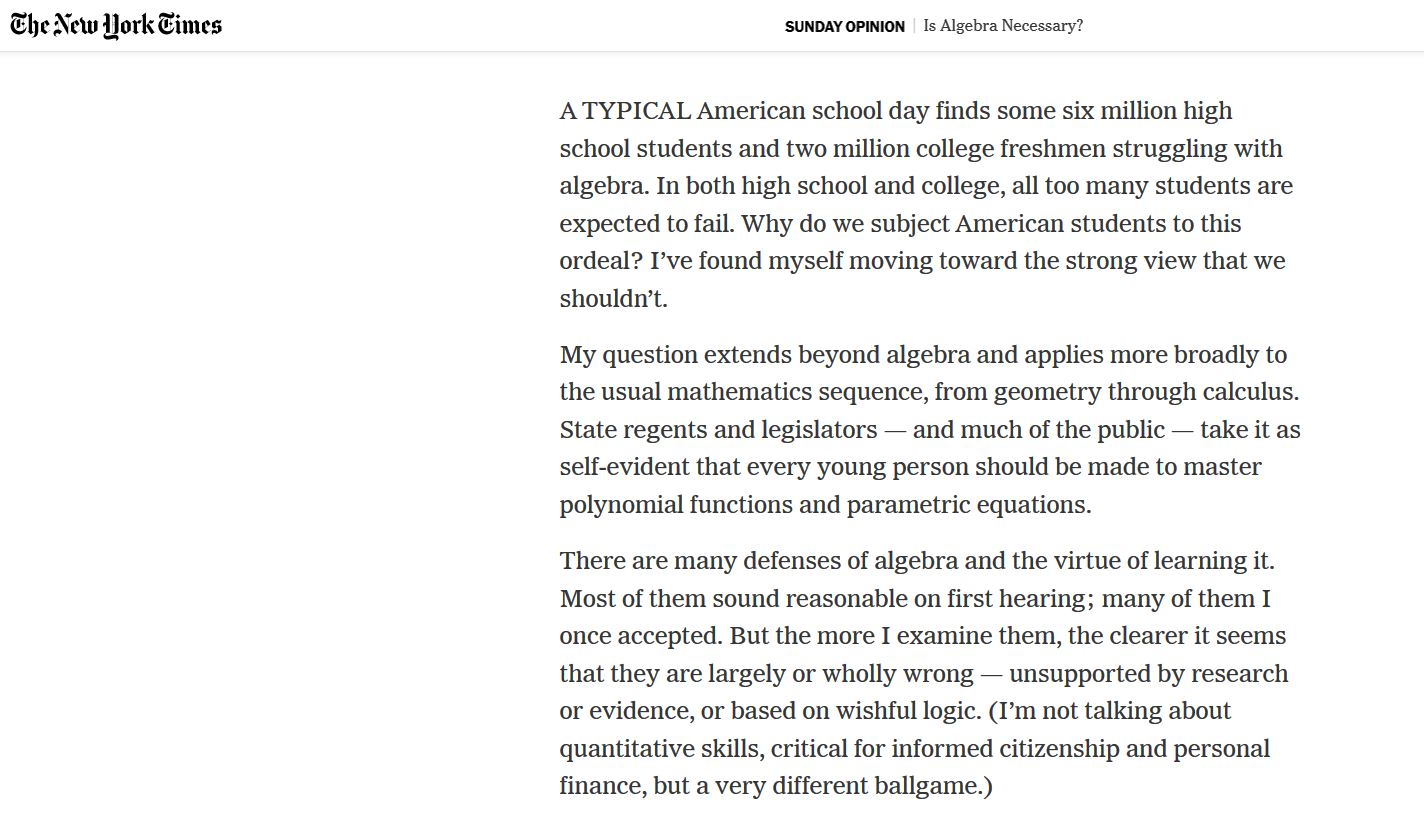 The New York Times
SUNDAY OPINION | Is Algebra Necessary?
A TYPICAL American school day finds some six million high
school students and two million college freshmen struggling with
algebra. In both high school and college, all too many students are
expected to fail. Why do we subject American students to this
ordeal? I’ve found myself moving toward the strong view that we
shouldn’t.
My question extends beyond algebra and applies more broadly to
the usual mathematics sequence, from geometry through calculus.
State regents and legislators — and much of the public — take it as
self-evident that every young person should be made to master
polynomial functions and parametric equations.
There are many defenses of algebra and the virtue of learning it.
Most of them sound reasonable on first hearing; many of them I
once accepted. But the more I examine them, the clearer it seems
that they are largely or wholly wrong — unsupported by research
or evidence, or based on wishful logic. (I’m not talking about
quantitative skills, critical for informed citizenship and personal
finance, but a very different ballgame.)